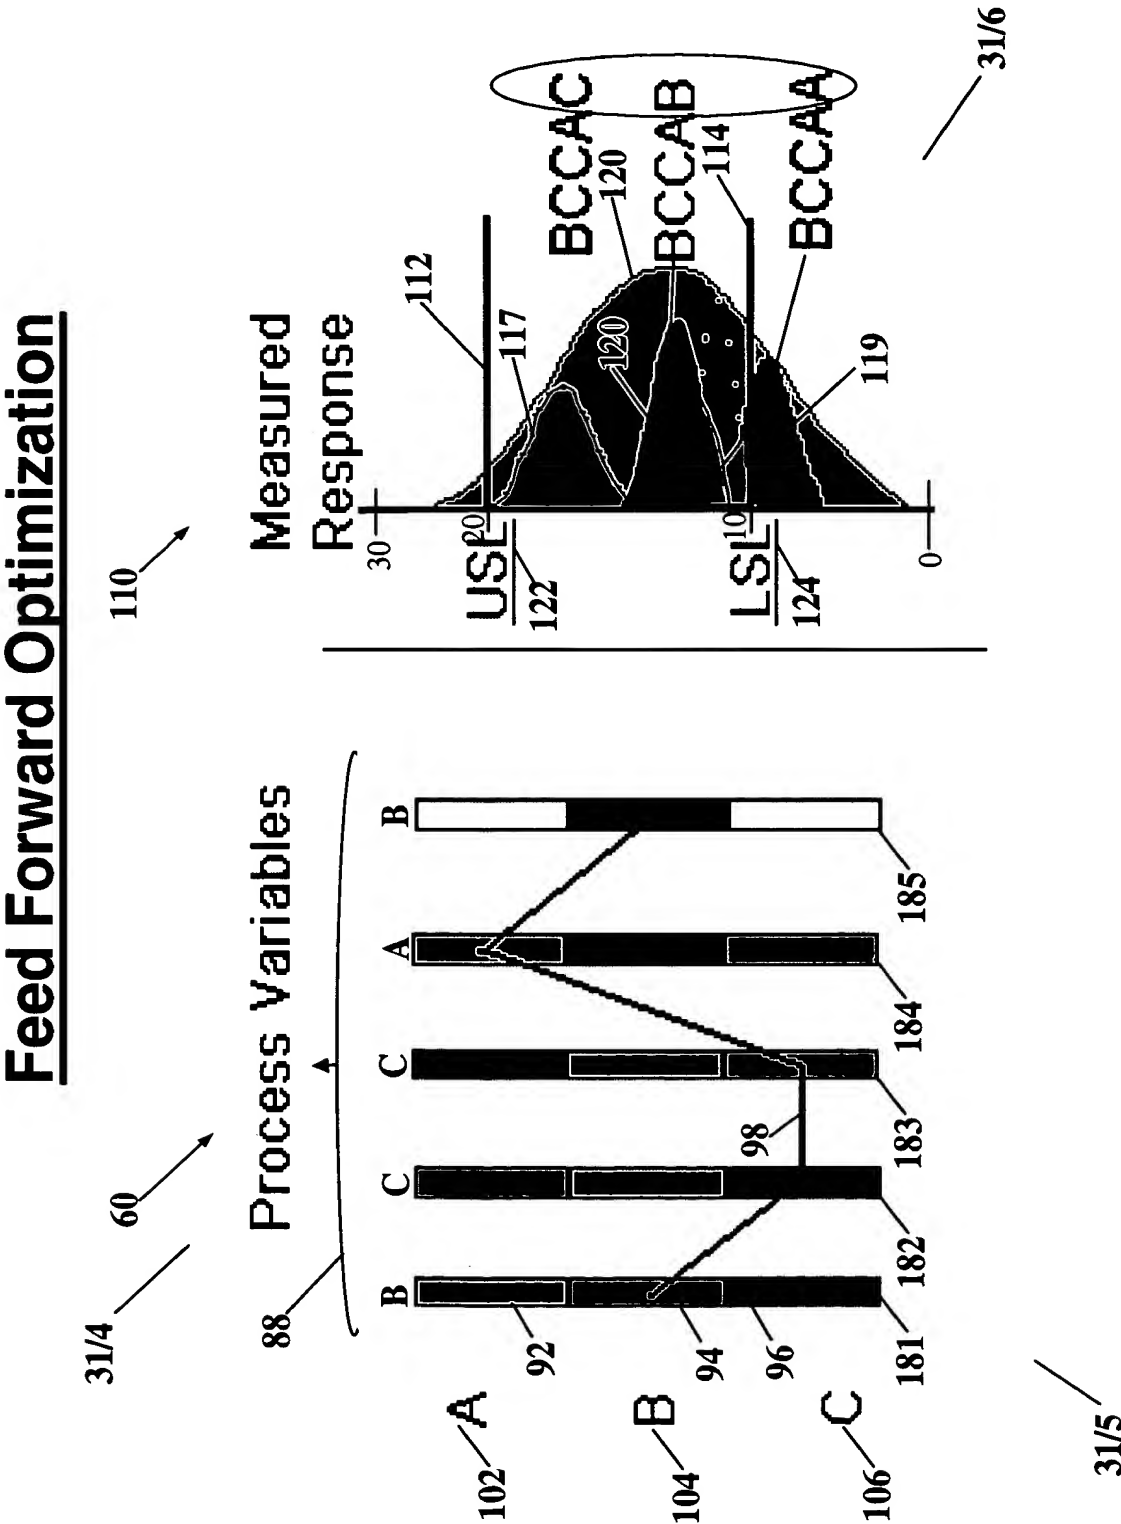 Feed Forward Optimization
31/4
60
110
Process Variables
Measured
Response
88
B
C
C
A
B
30
112
117
A
102
92
20
USL
122
BCCAC
120
B
104
94
98
120
BCCAB
10
LSL
124
114
C
106
96
BCCAA
119
0
181
182
183
184
185
31/5
31/6